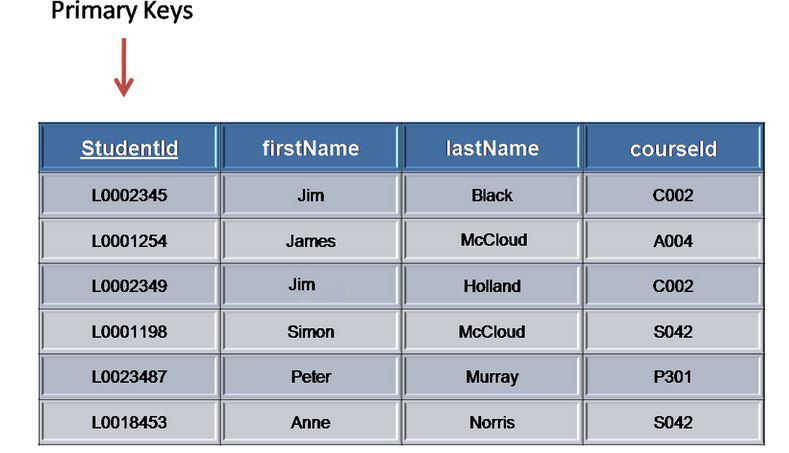 Primary Keys
StudentId firstName lastName courseId
L0002345 Jim Black C002
L0001254 James McCloud A004
L0002349 Jim Holland C002
L0001198 Simon McCloud S042
L0023487 Peter Murray P301
L0018453 Anne Norris S042